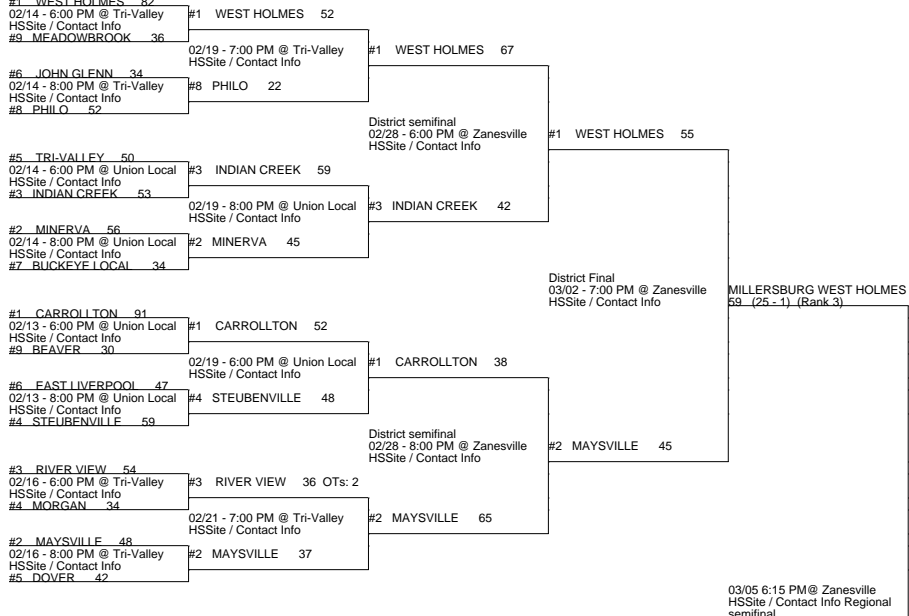 #1 WEST HOLMES 82
02/14 - 6:00 PM @ Tri-Valley
HSSite / Contact Info
#9 MEADOWBROOK 36
#6 JOHN GLENN 34
02/14 - 8:00 PM @ Tri-Valley
HSSite / Contact Info
#8 PHILO 52
#5 TRI-VALLEY 50
02/14 - 6:00 PM @ Union Local
HSSite / Contact Info
#3 INDIAN CREEK 53
#2 MINERVA 56
02/14 - 8:00 PM @ Union Local
HSSite / Contact Info
#7 BUCKEYE LOCAL 34
#1 CARROLLTON 91
02/13 - 6:00 PM @ Union Local
HSSite / Contact Info
#9 BEAVER 30
#6 EAST LIVERPOOL 47
02/13 - 8:00 PM @ Union Local
HSSite / Contact Info
#4 STEUBENVILLE 59
#3 RIVER VIEW 54
02/16 - 6:00 PM @ Tri-Valley
HSSite / Contact Info
#4 MORGAN 34
#2 MAYSVILLE 48
02/16 - 8:00 PM @ Tri-Valley
HSSite / Contact Info
#5 DOVER 42
#1 WEST HOLMES 52
02/19 - 7:00 PM @ Tri-Valley
HSSite / Contact Info
#8 PHILO 22
#3 INDIAN CREEK 59
02/19 - 8:00 PM @ Union Local
HSSite / Contact Info
#2 MINERVA 45
#1 CARROLLTON 52
02/19 - 6:00 PM @ Union Local
HSSite / Contact Info
#4 STEUBENVILLE 48
#3 RIVER VIEW 36 OTs: 2
02/21 - 7:00 PM @ Tri-Valley
HSSite / Contact Info
#2 MAYSVILLE 37
#1 WEST HOLMES 67
District semifinal
02/28 - 6:00 PM @ Zanesville
HSSite / Contact Info
#3 INDIAN CREEK 42
#1 CARROLLTON 38
District semifinal
02/28 - 8:00 PM @ Zanesville
HSSite / Contact Info
#2 MAYSVILLE 65
#1 WEST HOLMES 55
District Final
03/02 - 7:00 PM @ Zanesville
HSSite / Contact Info
#2 MAYSVILLE 45
MILLERSBURG WEST HOLMES
59 (25 - 1) (Rank 3)
03/05 6:15 PM@ Zanesville
HSSite / Contact Info Regional
semifinal